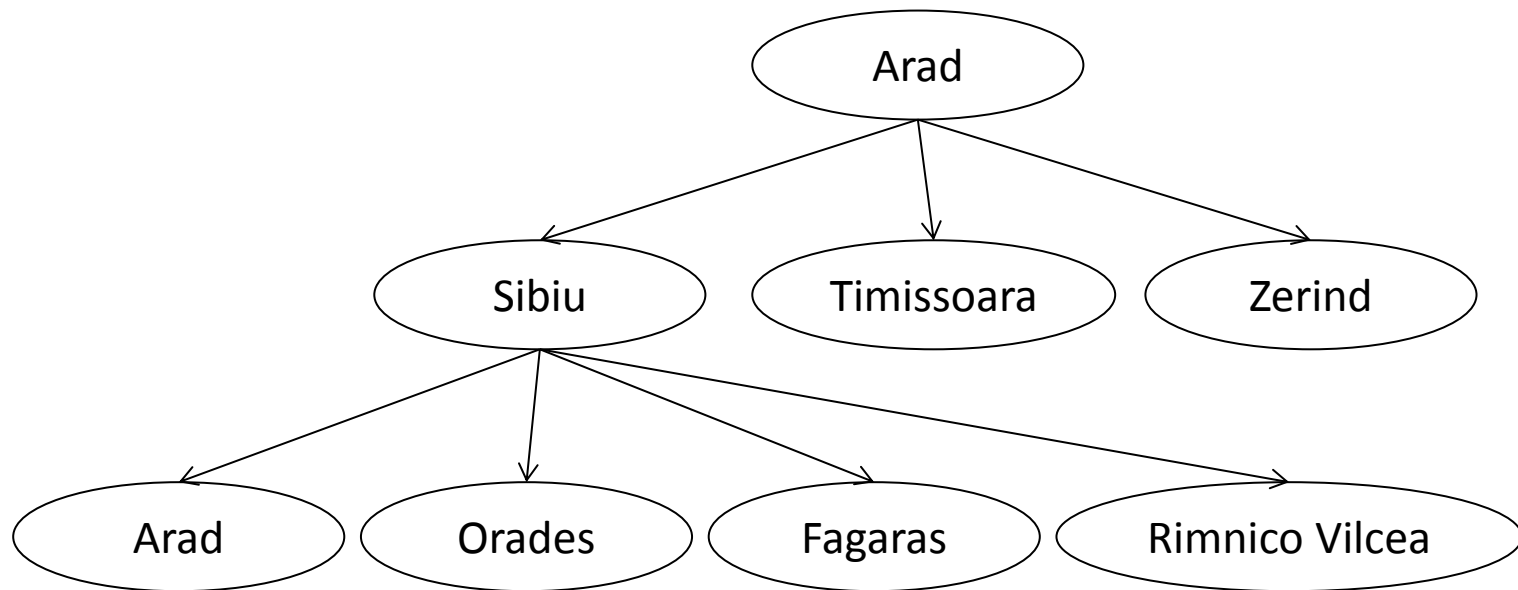 Arad
Sibiu
Timissoara
Zerind
Arad
Orades
Fagaras
Rimnico Vilcea